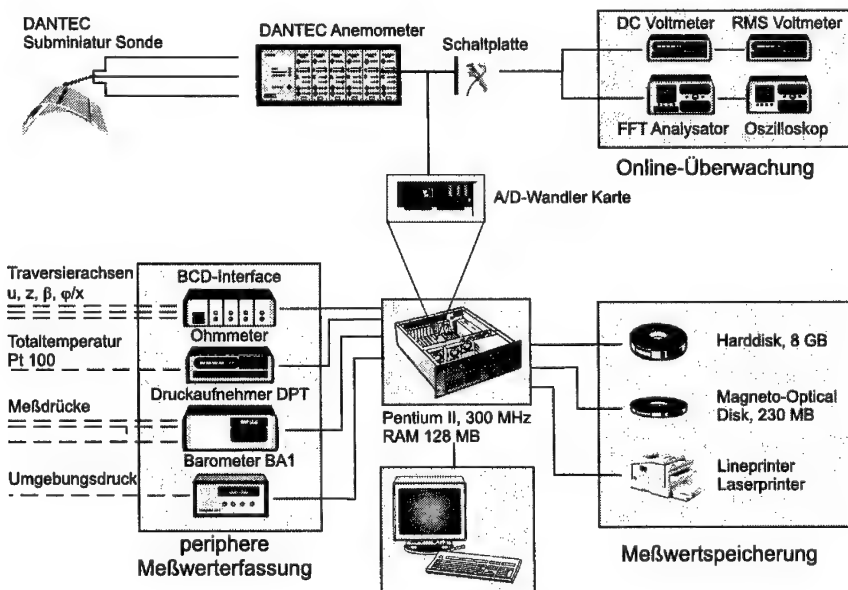 DANTEC
Subminiatur Sonde
DANTEC Anemometer
Schaltplatte
DC Voltmeter
RMS Voltmeter
FFT Analysator
Oszilloskop
Online-Überwachung
A/D-Wandler Karte
Traversierachsen
u, z, β, φ/x
Totaltemperatur
Pt 100
Meßdrücke
Umgebungsdruck
BCD-Interface
Ohmmeter
Druckaufnehmer DPT
Barometer BA1
periphere
Meßwerterfassung
Pentium II, 300 MHz
RAM 128 MB
Harddisk, 8 GB
Magneto-Optical
Disk, 230 MB
Lineprinter
Laserprinter
Meßwertspeicherung